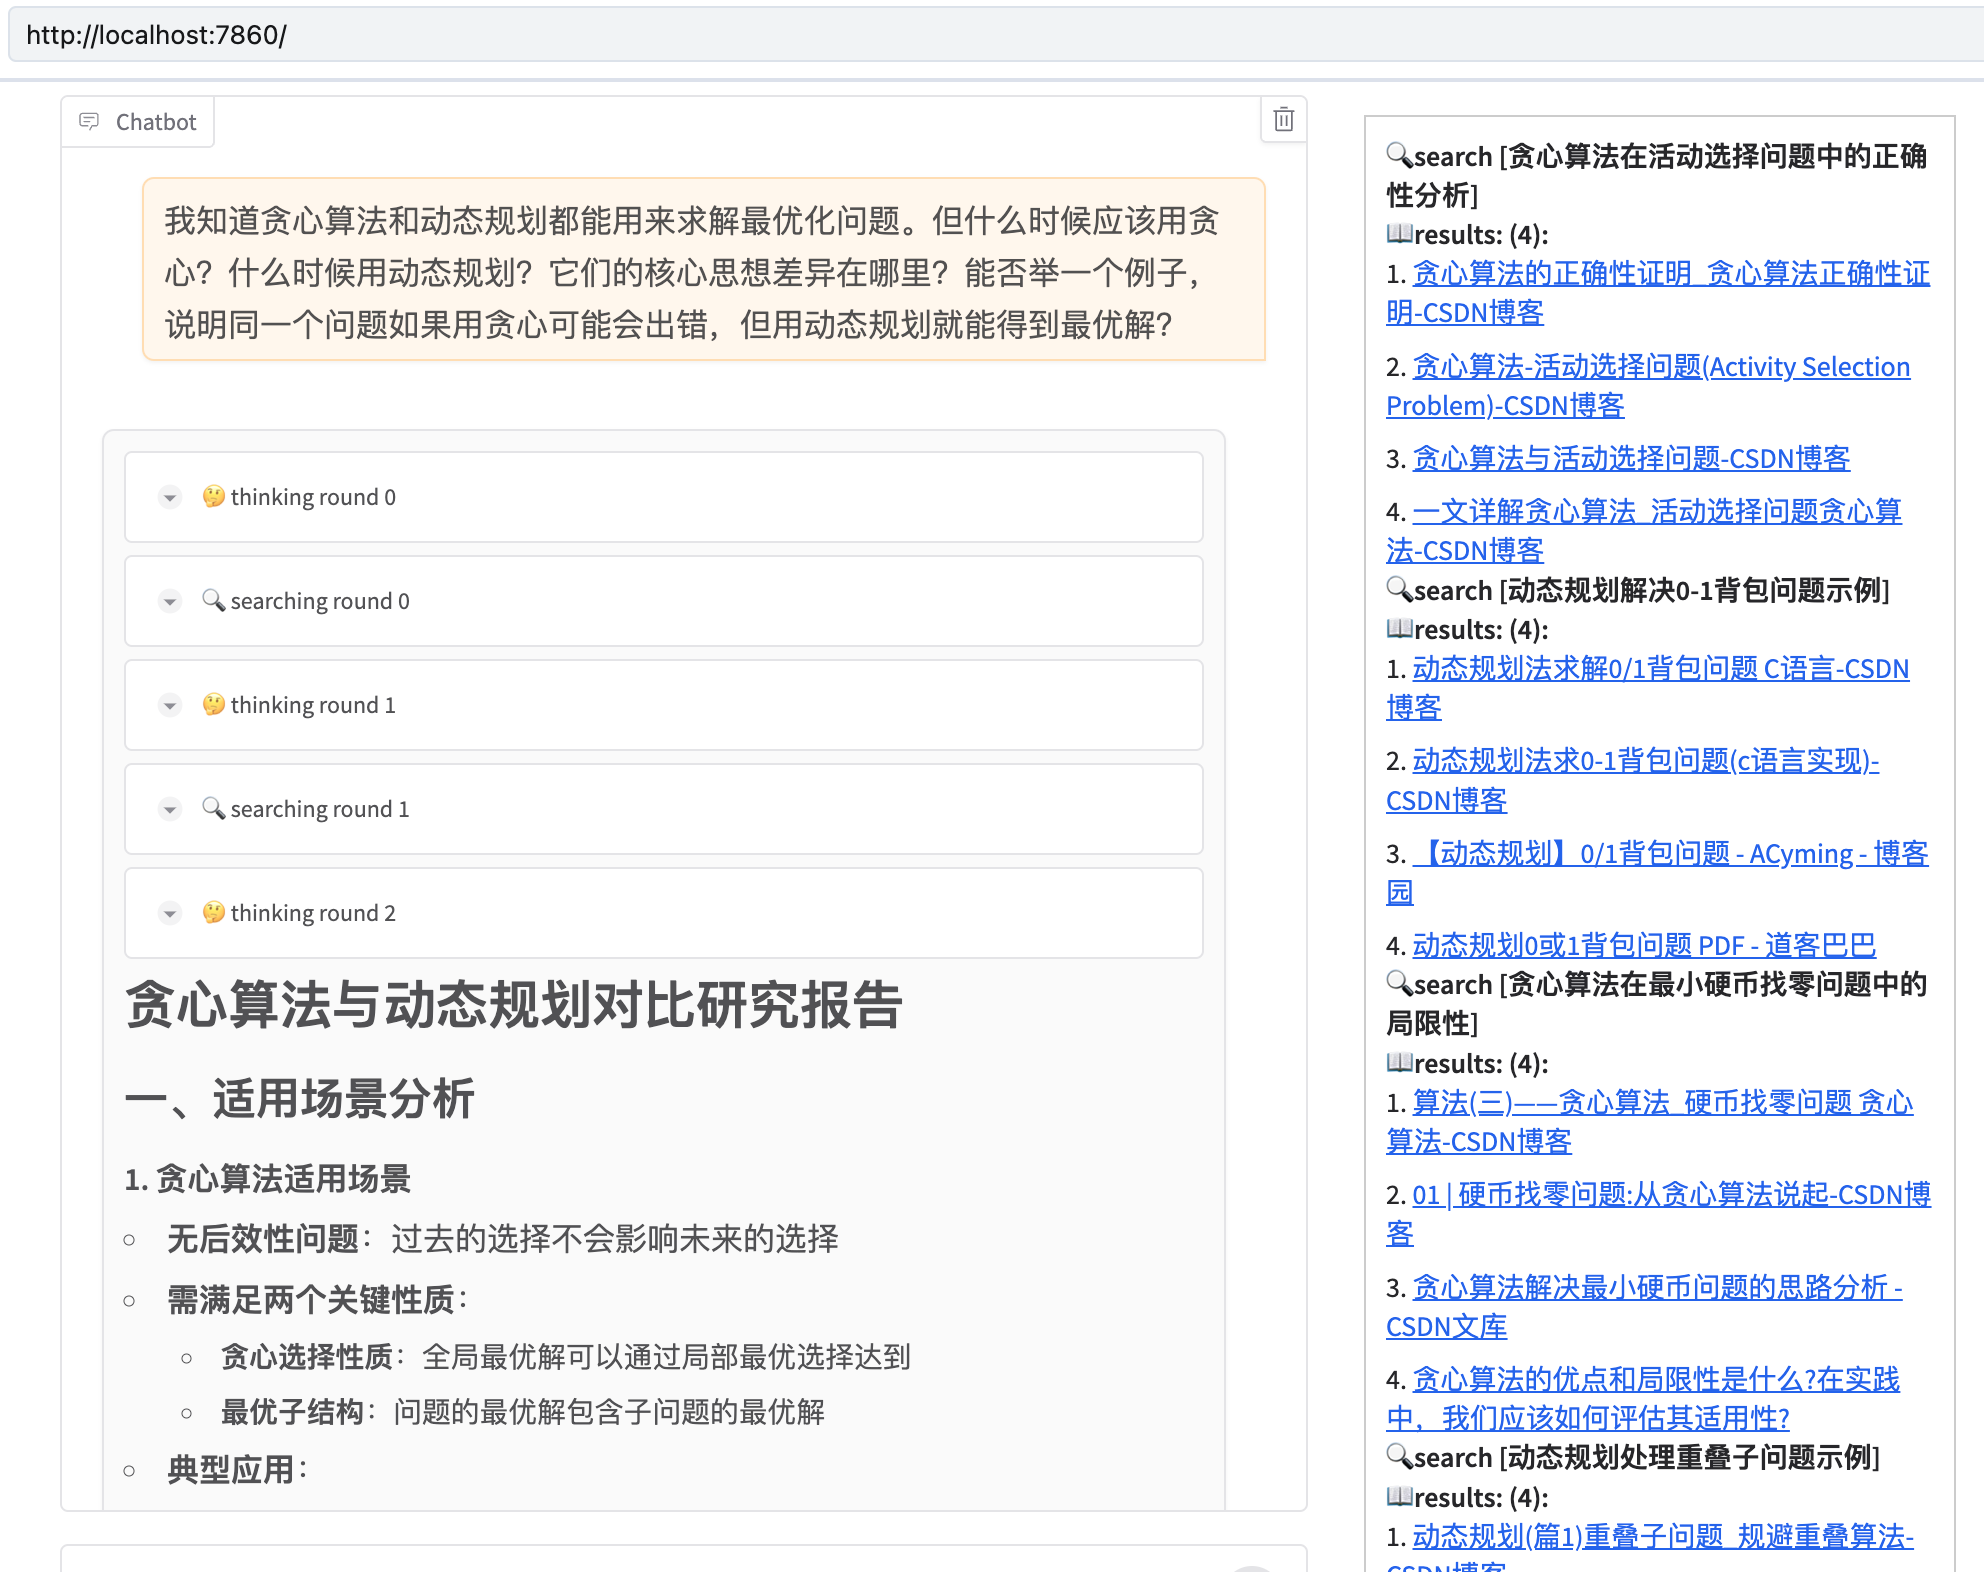 http://localhost:7860/
Chatbot
我知道贪心算法和动态规划都能用来求解最优化问题。但什么时候应该用贪
心？什么时候用动态规划？它们的核心思想差异在哪里？能否举一个例子，
说明同一个问题如果用贪心可能会出错，但用动态规划就能得到最优解？
🤔 thinking round 0
🔍 searching round 0
🤔 thinking round 1
🔍 searching round 1
🤔 thinking round 2
贪心算法与动态规划对比研究报告
一、适用场景分析
1. 贪心算法适用场景
无后效性问题：过去的选择不会影响未来的选择
需满足两个关键性质：
贪心选择性质：全局最优解可以通过局部最优选择达到
最优子结构：问题的最优解包含子问题的最优解
典型应用：
🔍search [贪心算法在活动选择问题中的正确
性分析]
📖results: (4):
1. 贪心算法的正确性证明_贪心算法正确性证
明-CSDN博客
2. 贪心算法-活动选择问题(Activity Selection
Problem)-CSDN博客
3. 贪心算法与活动选择问题-CSDN博客
4. 一文详解贪心算法_活动选择问题贪心算
法-CSDN博客
🔍search [动态规划解决0-1背包问题示例]
📖results: (4):
1. 动态规划法求解0/1背包问题 C语言-CSDN
博客
2. 动态规划法求0-1背包问题(c语言实现)-
CSDN博客
3. 【动态规划】0/1背包问题 - ACyming - 博客
园
4. 动态规划0或1背包问题 PDF - 道客巴巴
🔍search [贪心算法在最小硬币找零问题中的
局限性]
📖results: (4):
1. 算法(三)——贪心算法_硬币找零问题 贪心
算法-CSDN博客
2. 01 | 硬币找零问题:从贪心算法说起-CSDN博
客
3. 贪心算法解决最小硬币问题的思路分析 -
CSDN文库
4. 贪心算法的优点和局限性是什么?在实践
中，我们应该如何评估其适用性?
🔍search [动态规划处理重叠子问题示例]
📖results: (4):
1. 动态规划(篇1)重叠子问题_规避重叠算法-
CSDN博客